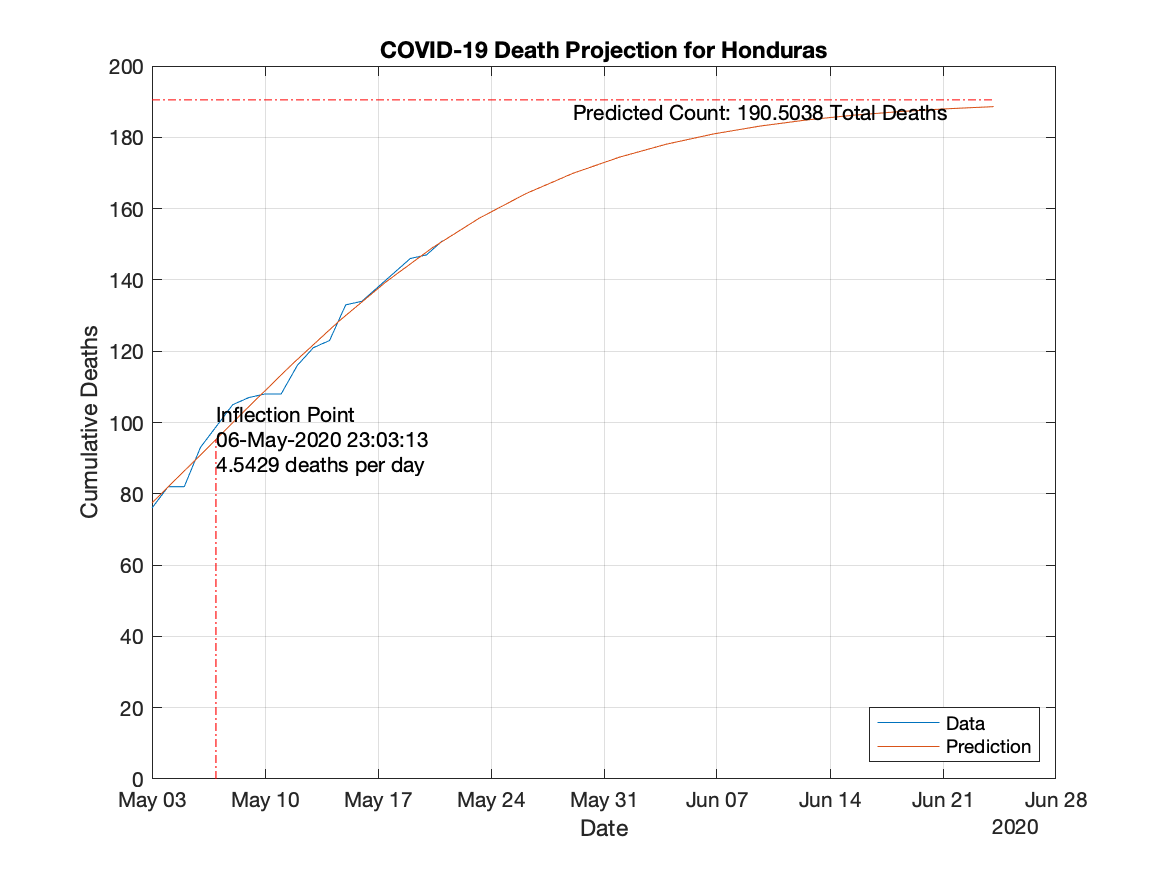 COVID-19 Death Projection for Honduras
200
180
160
140
120
100
80
60
40
20
0
Cumulative Deaths
Predicted Count: 190.5038 Total Deaths
Inflection Point
06-May-2020 23:03:13
4.5429 deaths per day
Data
Prediction
May 03 May 10 May 17 May 24 May 31 Jun 07 Jun 14 Jun 21 Jun 28
Date
2020